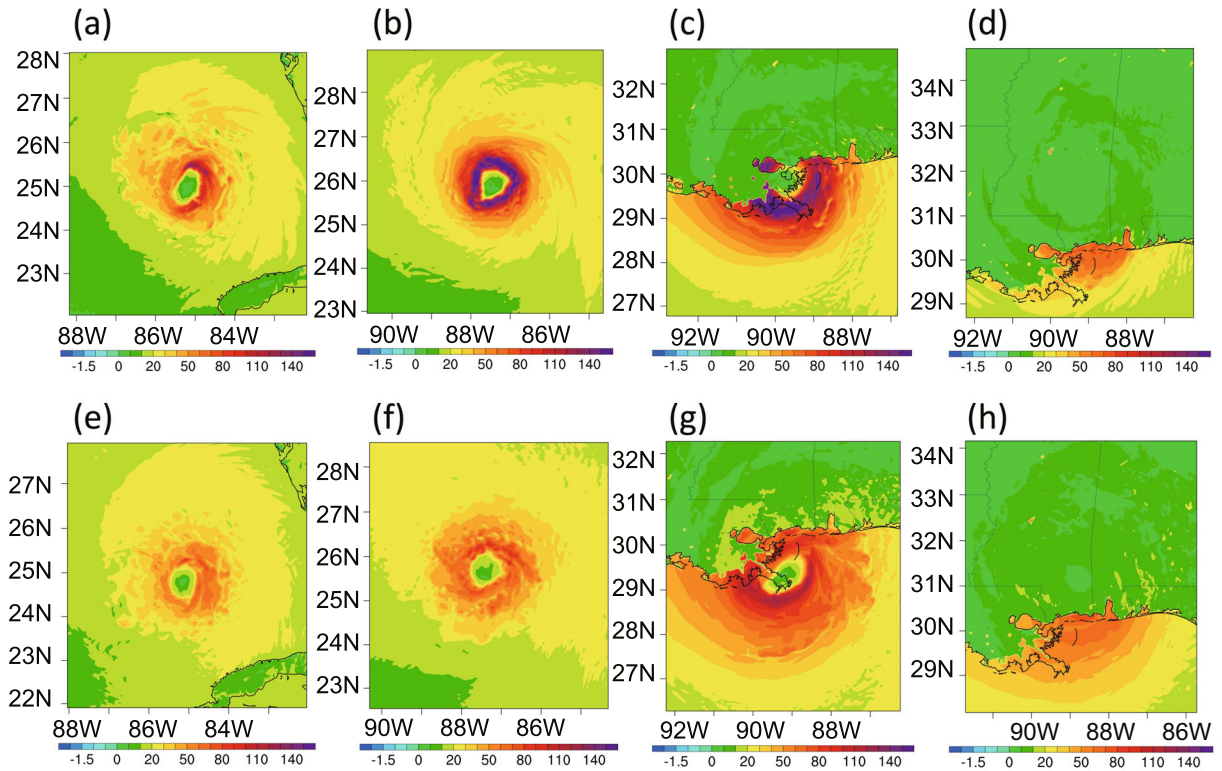 (a) (b) (c) (d)
28N
27N
26N
25N
24N
23N
88W 86W 84W
-1.5 0 20 50 80 110 140
28N
27N
26N
25N
24N
23N
90W 88W 86W
-1.5 0 20 50 80 110 140
32N
31N
30N
29N
28N
27N
92W 90W 88W
-1.5 0 20 50 80 110 140
34N
33N
32N
31N
30N
29N
92W 90W 88W
-1.5 0 20 50 80 110 140
(e) (f) (g) (h)
27N
26N
25N
24N
23N
22N
88W 86W 84W
-1.5 0 20 50 80 110 140
28N
27N
26N
25N
24N
23N
90W 88W 86W
-1.5 0 20 50 80 110 140
32N
31N
30N
29N
28N
27N
92W 90W 88W
-1.5 0 20 50 80 110 140
34N
33N
32N
31N
30N
29N
90W 88W 86W
-1.5 0 20 50 80 110 140